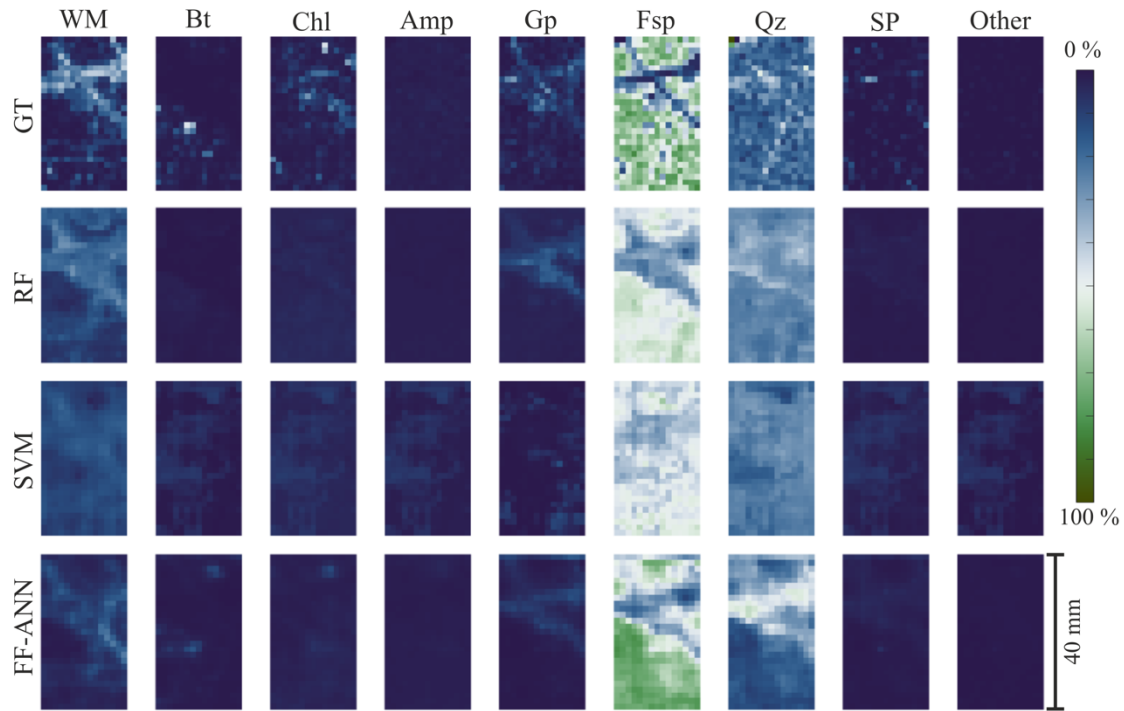 WM Bt Chl Amp Gp Fsp Qz SP Other
0 %
GT
RF
SVM
100 %
FF-ANN
40 mm